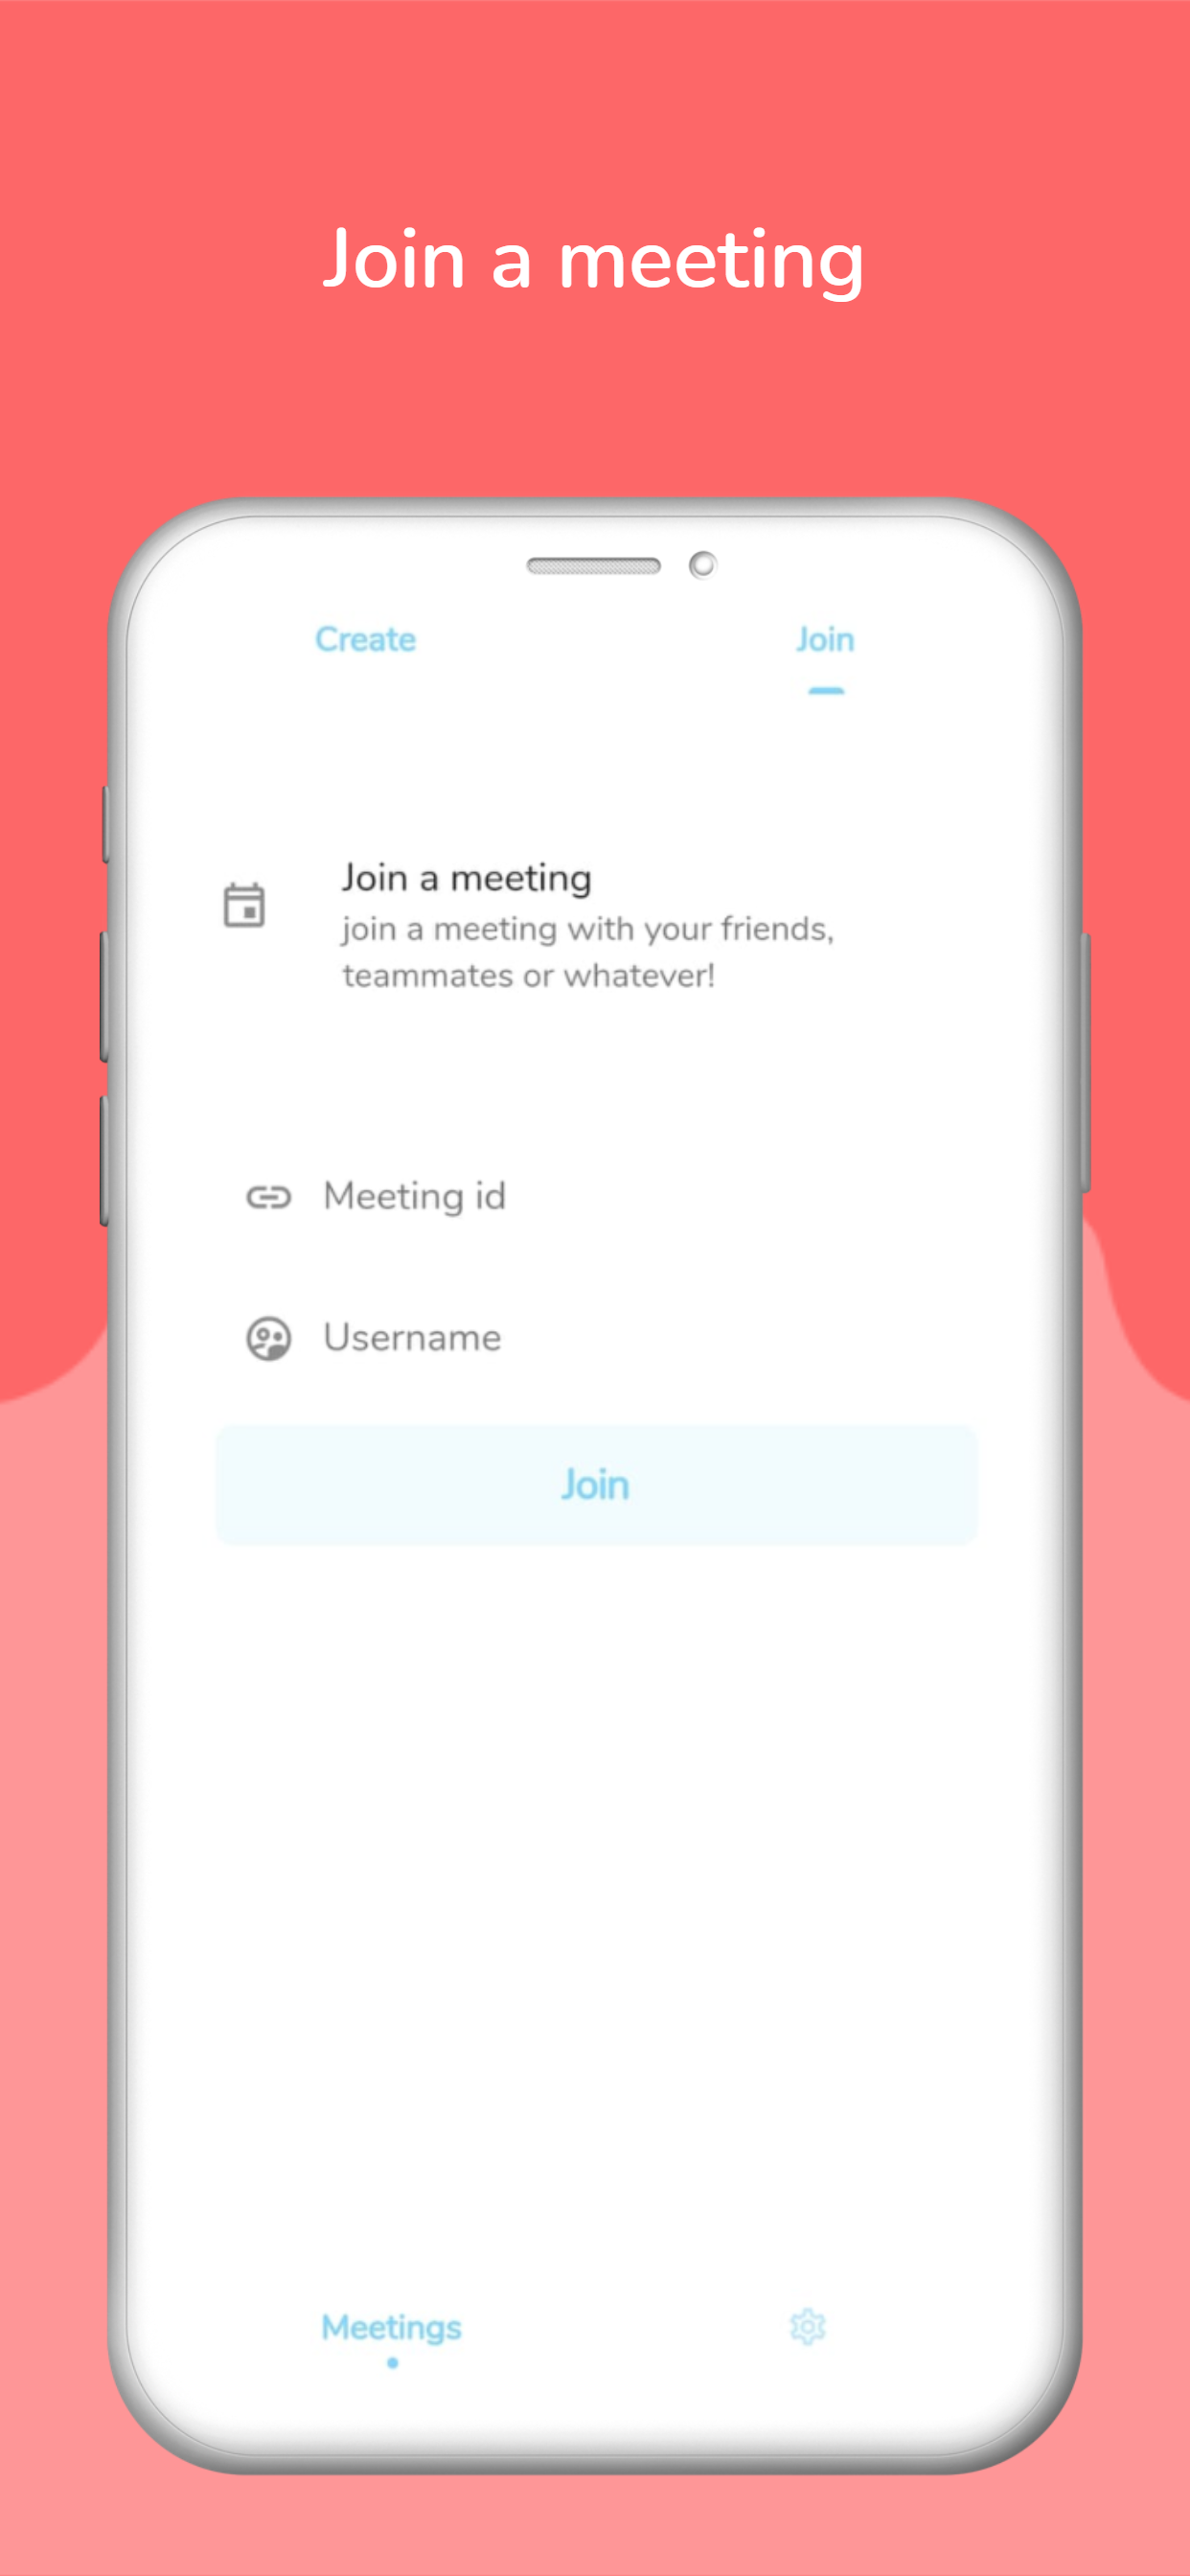 Join a meeting
Create
Join
Join a meeting
join a meeting with your friends,
teammates or whatever!
Meeting id
Username
Join
Meetings